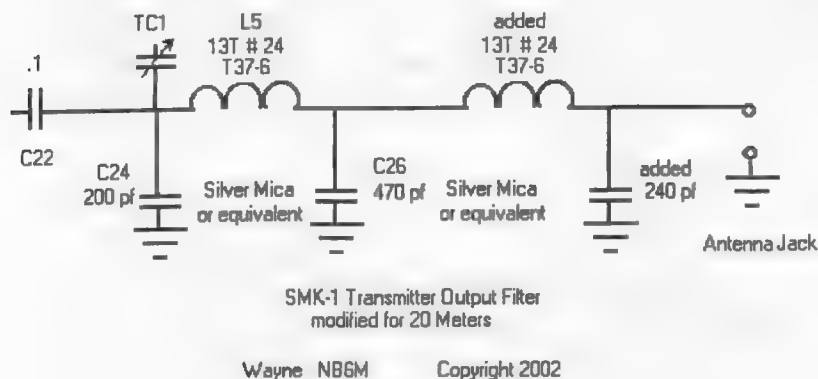 TC1
L5
13T # 24
T37-6
added
13T # 24
T37-6
.1
C22
C24
200 pf
Silver Mica
or equivalent
C26
470 pf
Silver Mica
or equivalent
added
240 pf
Antenna Jack
SMK-1 Transmitter Output Filter
modified for 20 Meters
Wayne NB6M Copyright 2002